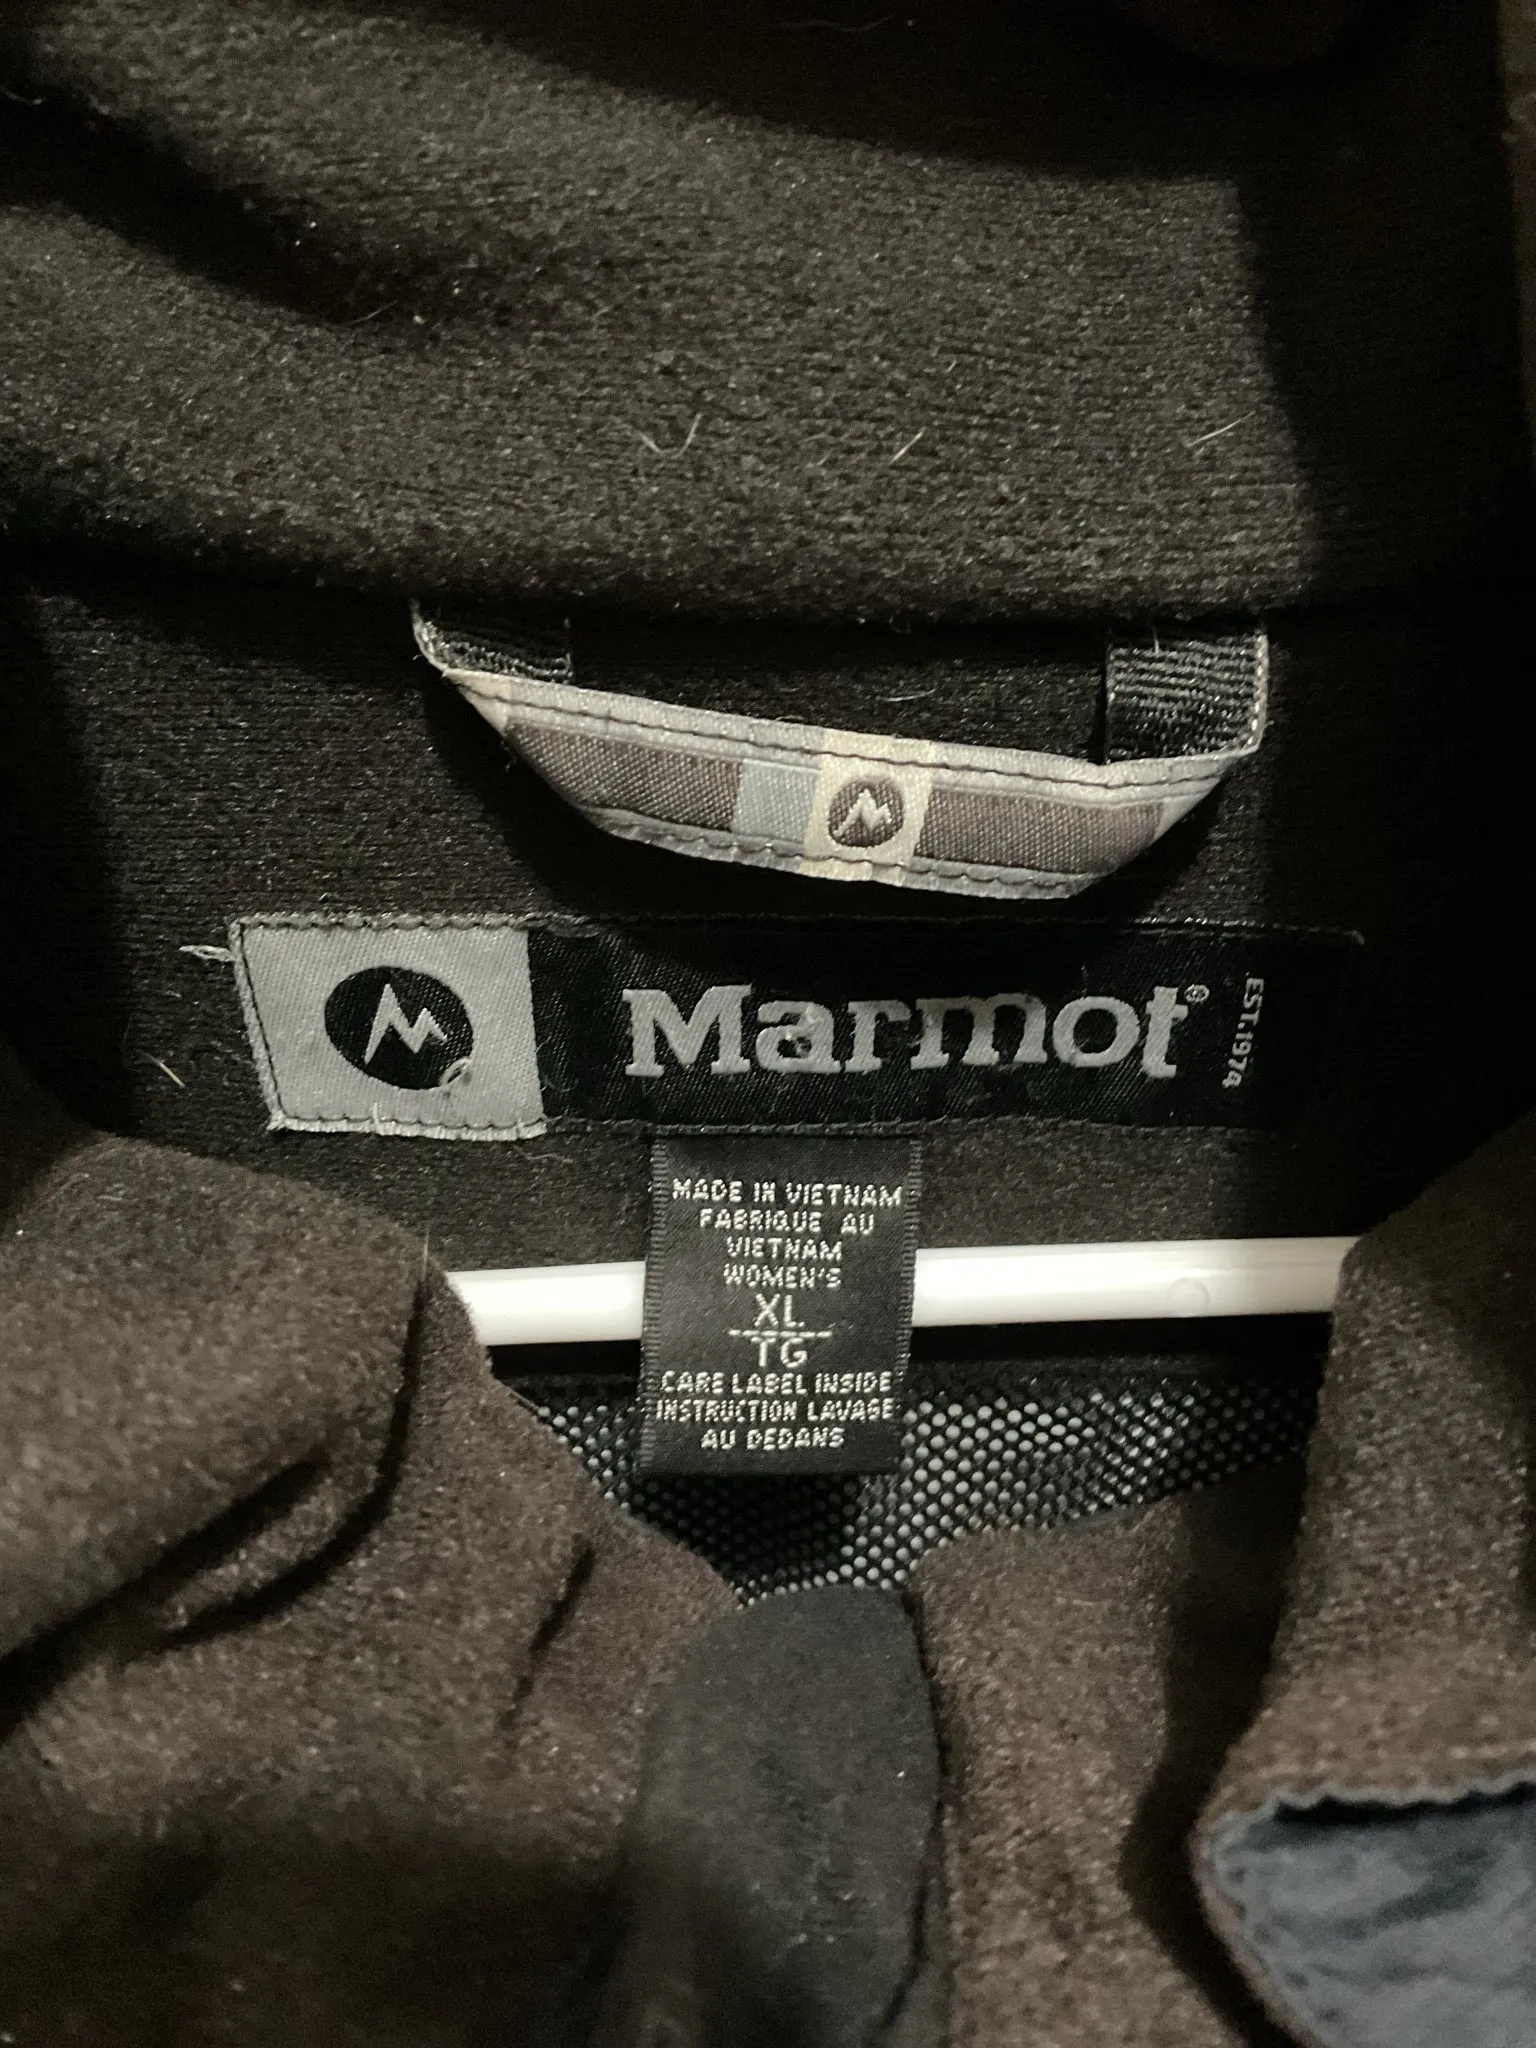 Marmot®
EST.1974
MADE IN VIETNAM
FABRIQUE AU
VIETNAM
WOMEN'S
XL
TG
CARE LABEL INSIDE
INSTRUCTION LAVAGE
AU DEDANS